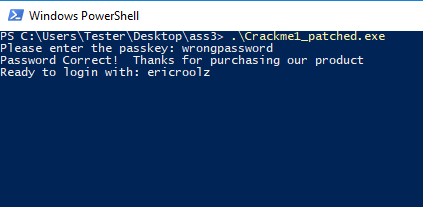 Windows PowerShell
PS C:\Users\Tester\Desktop\ass3> .\Crackme1_patched.exe
Please enter the passkey: wrongpassword
Password Correct!  Thanks for purchasing our product
Ready to login with: ericroolz